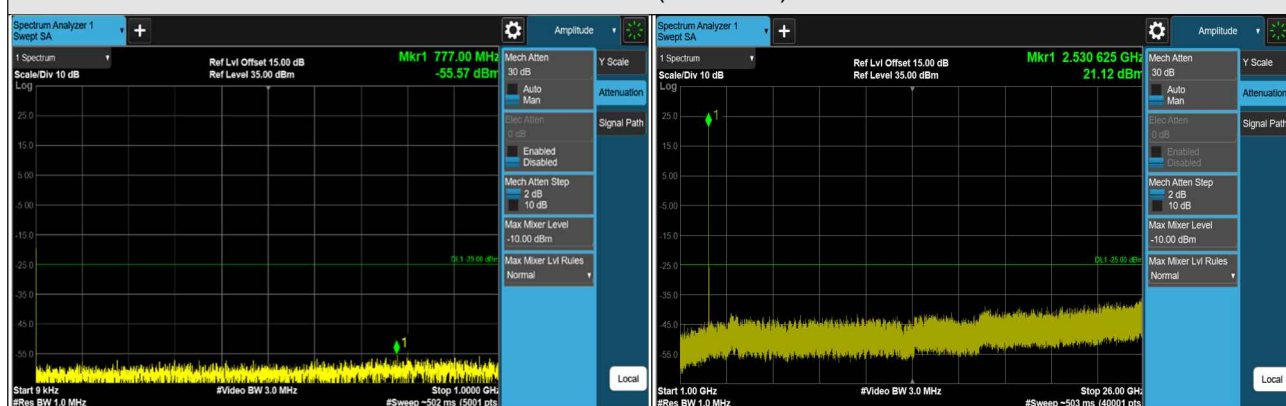 Spectrum Analyzer 1
Swept SA
+
Amplitude
1 Spectrum
Scale/Div 10 dB
Log
Ref Lvl Offset 15.00 dB
Ref Level 35.00 dBm
Mkr1 777.00 MHz
-55.57 dBm
25.0
15.0
5.00
-5.00
-15.0
-25.0
-35.0
-45.0
-55.0
DL1 -25.00 dBm
1
Start 9 kHz
#Res BW 1.0 MHz
#Video BW 3.0 MHz
Stop 1.0000 GHz
#Sweep ~502 ms (5001 pts
Mech Atten
30 dB
Auto
Man
Elec Atten
0 dB
Enabled
Disabled
Mech Atten Step
2 dB
10 dB
Max Mixer Level
-10.00 dBm
Max Mixer Lvl Rules
Normal
Y Scale
Attenuation
Signal Path
Local
Spectrum Analyzer 1
Swept SA
+
Amplitude
1 Spectrum
Scale/Div 10 dB
Log
Ref Lvl Offset 15.00 dB
Ref Level 35.00 dBm
Mkr1 2.530 625 GHz
21.12 dBm
1
25.0
15.0
5.00
-5.00
-15.0
-25.0
-35.0
-45.0
-55.0
DL1 -25.00 dBm
Start 1.00 GHz
#Res BW 1.0 MHz
#Video BW 3.0 MHz
Stop 26.00 GHz
#Sweep ~503 ms (40001 pts
Mech Atten
30 dB
Auto
Man
Elec Atten
0 dB
Enabled
Disabled
Mech Atten Step
2 dB
10 dB
Max Mixer Level
-10.00 dBm
Max Mixer Lvl Rules
Normal
Y Scale
Attenuation
Signal Path
Local